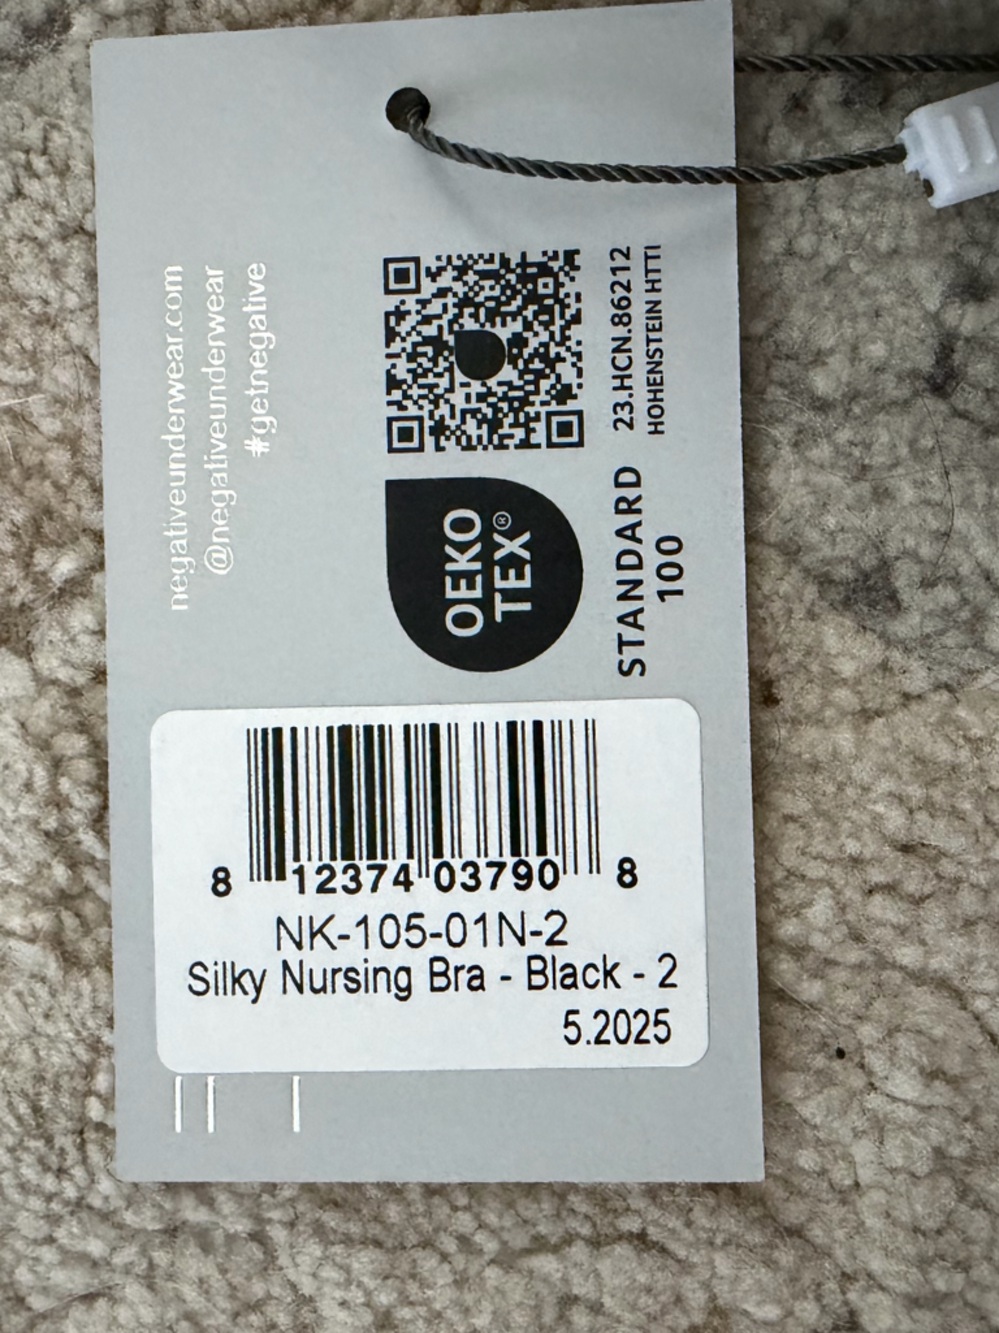 negativeunderwear.com
@negativeunderwear
#getnegative
OEKO
TEX®
STANDARD
100
23.HCN.86212
HOHENSTEIN HTTI
8 12374 03790 8
NK-105-01N-2
Silky Nursing Bra - Black - 2
5.2025